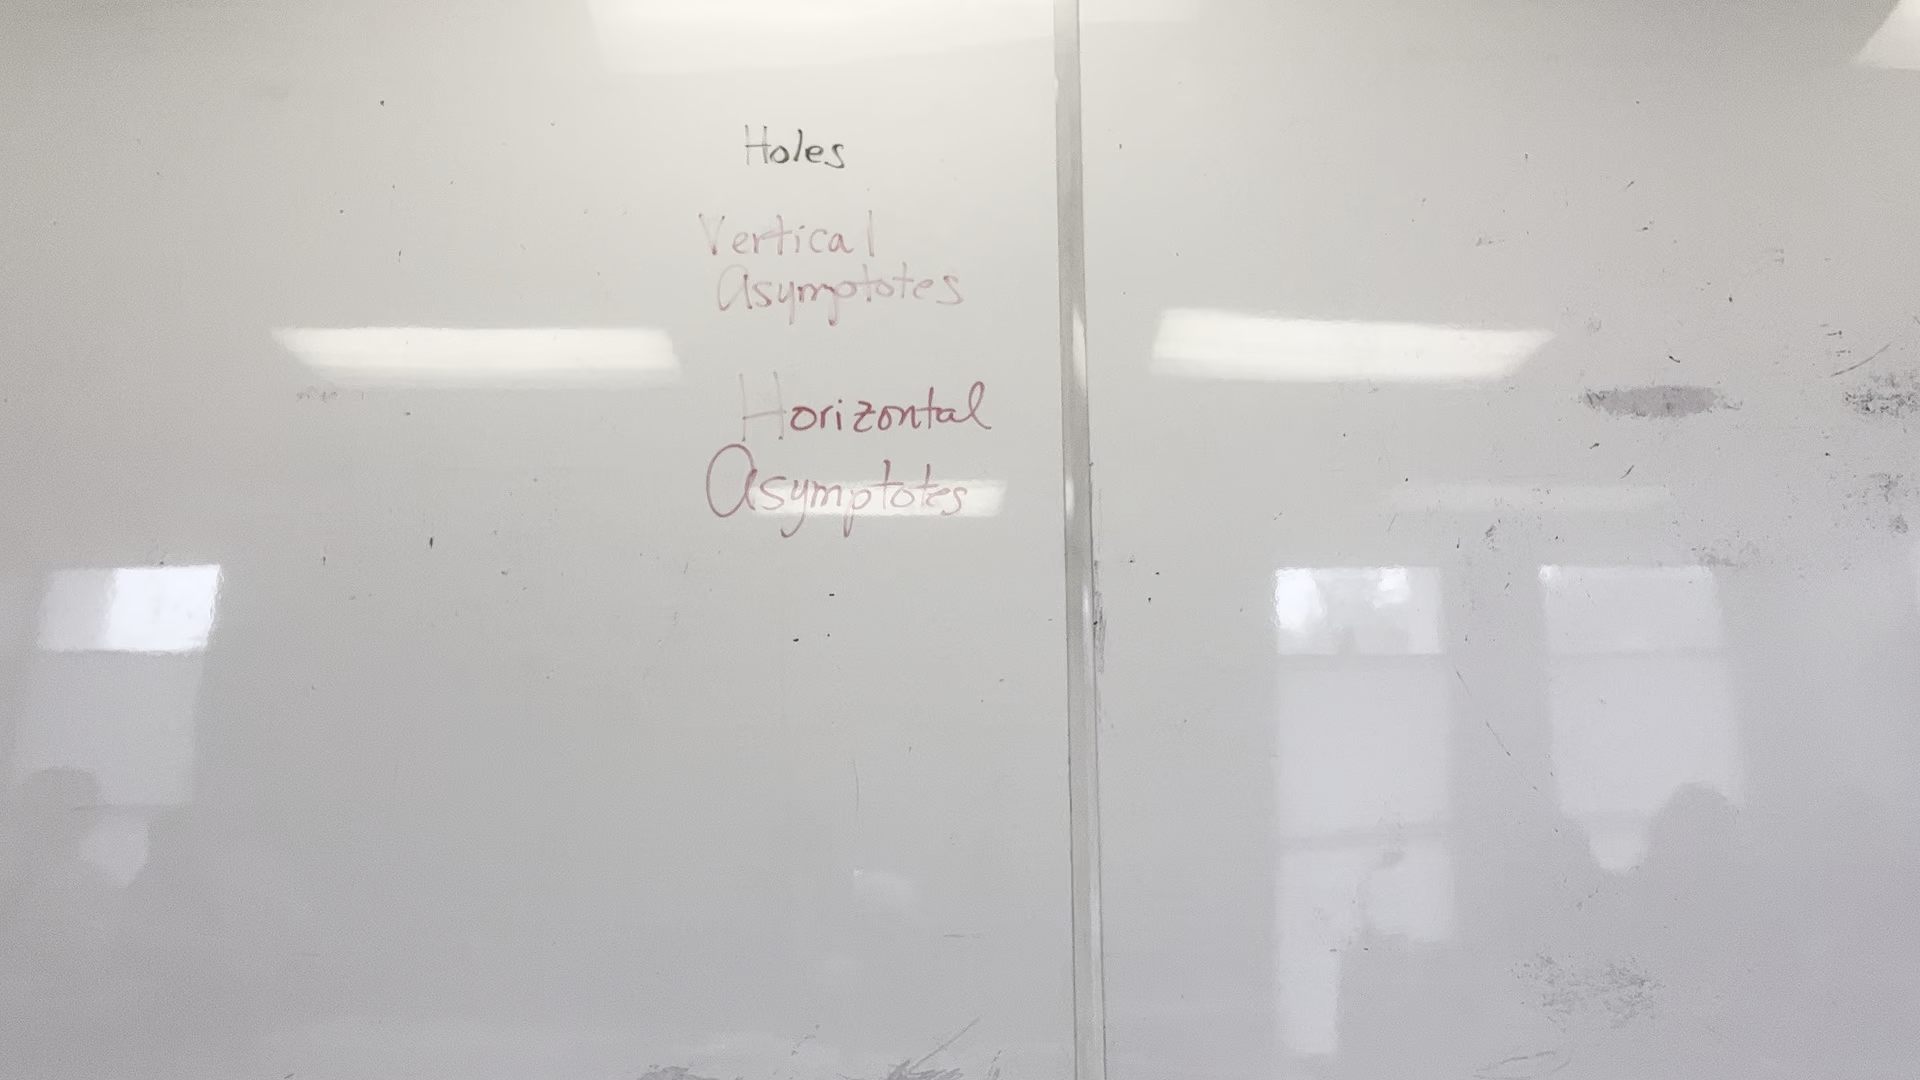 Holes
Vertical
Asymptotes
Horizontal
Asymptotes